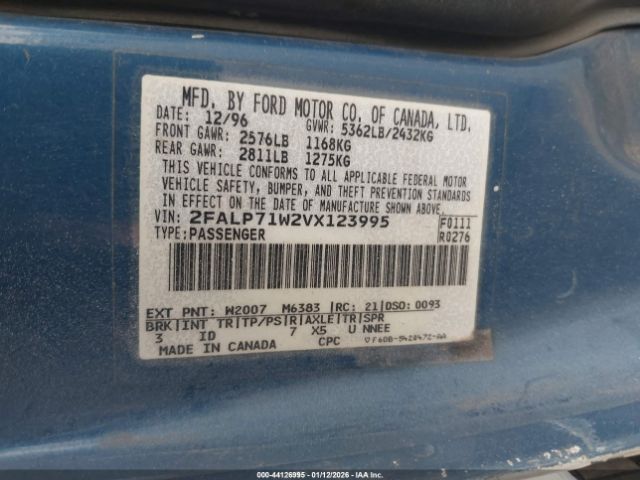 MFD. BY FORD MOTOR CO. OF CANADA, LTD.
DATE: 12/96 GVWR: 5362LB/2432KG
FRONT GAWR: 2576LB 1168KG
REAR GAWR: 2811LB 1275KG
THIS VEHICLE CONFORMS TO ALL APPLICABLE FEDERAL MOTOR
VEHICLE SAFETY, BUMPER, AND THEFT PREVENTION STANDARDS
IN EFFECT ON THE DATE OF MANUFACTURE SHOWN ABOVE.
VIN: 2FALP71W2VX123995 F0111
TYPE:PASSENGER R0276
EXT PNT: W2007 M6383 |RC: 21|DSO: 0093
BRK|INT TR|TP/PS|R|AXLE|TR|SPR
3 ID 7 X5 U NNEE
MADE IN CANADA CPC
000-44126995 - 01/12/2026 - IAAI CORP.